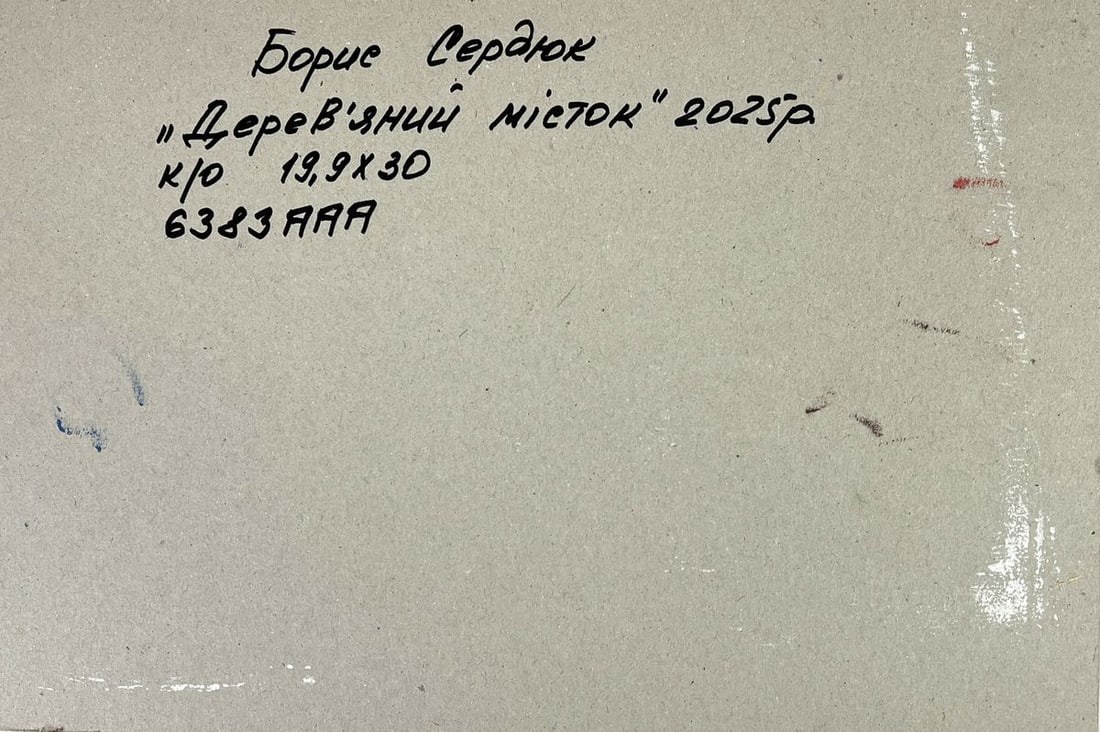 Борис Сердюк
„Дерев'яний місток" 2025р
к/о 19,9х30
6383ААА